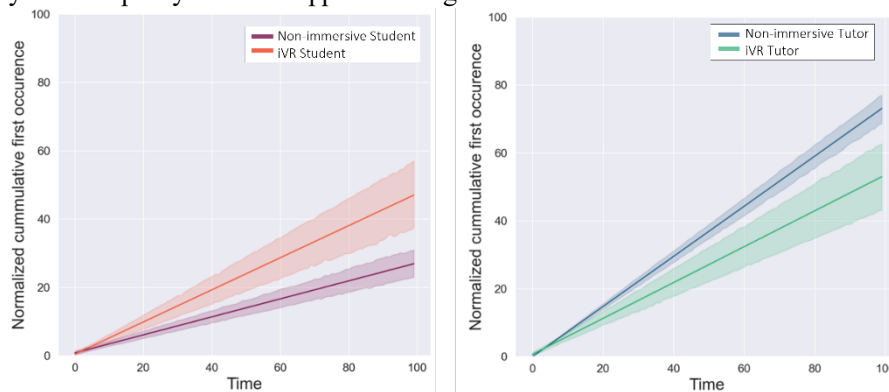 Non-immersive Student
iVR Student
Normalized cummulative first occurence
100
80
60
40
20
0
0 20 40 60 80 100
Time
Non-immersive Tutor
iVR Tutor
Normalized cummulative first occurence
100
80
60
40
20
0
0 20 40 60 80
Time